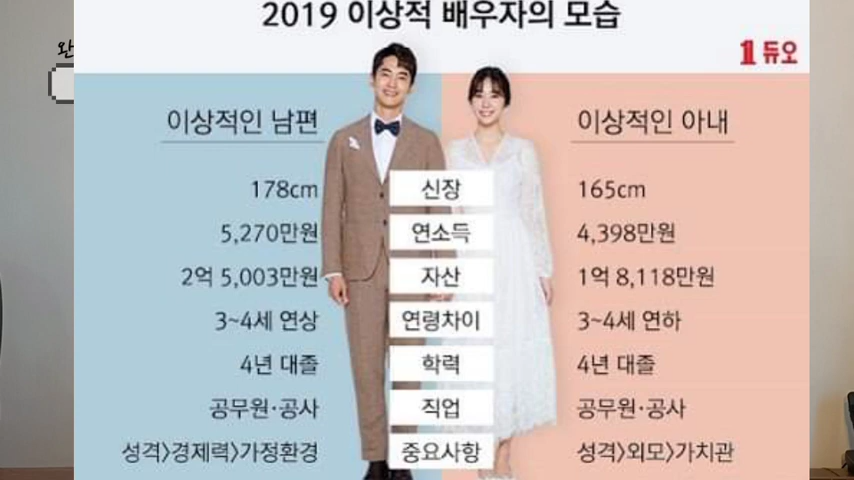 2019 이상적 배우자의 모습
완
1듀오
이상적인 남편 이상적인 아내
178cm 신장 165cm
5,270만원 연소득 4,398만원
2억 5,003만원 자산 1억 8,118만원
3~4세 연상 연령차이 3~4세 연하
4년 대졸 학력 4년 대졸
공무원·공사 직업 공무원·공사
성격〉경제력〉가정환경 중요사항 성격〉외모〉가치관